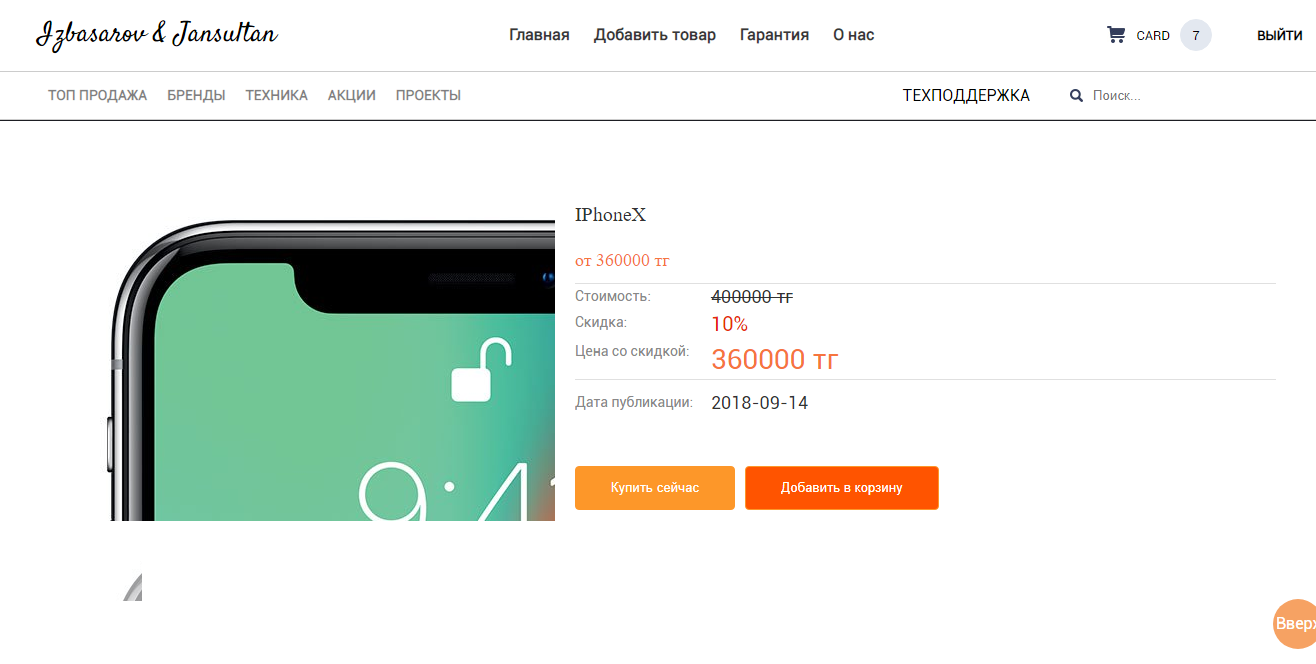 Izbasarov & Jansultan
Главная Добавить товар Гарантия О нас
CARD 7
ВЫЙТИ
ТОП ПРОДАЖА БРЕНДЫ ТЕХНИКА АКЦИИ ПРОЕКТЫ
ТЕХПОДДЕРЖКА
Поиск...
IPhoneX
от 360000 тг
Стоимость: 400000 тг
Скидка: 10%
Цена со скидкой: 360000 тг
Дата публикации: 2018-09-14
9:41
Купить сейчас
Добавить в корзину
Вверх